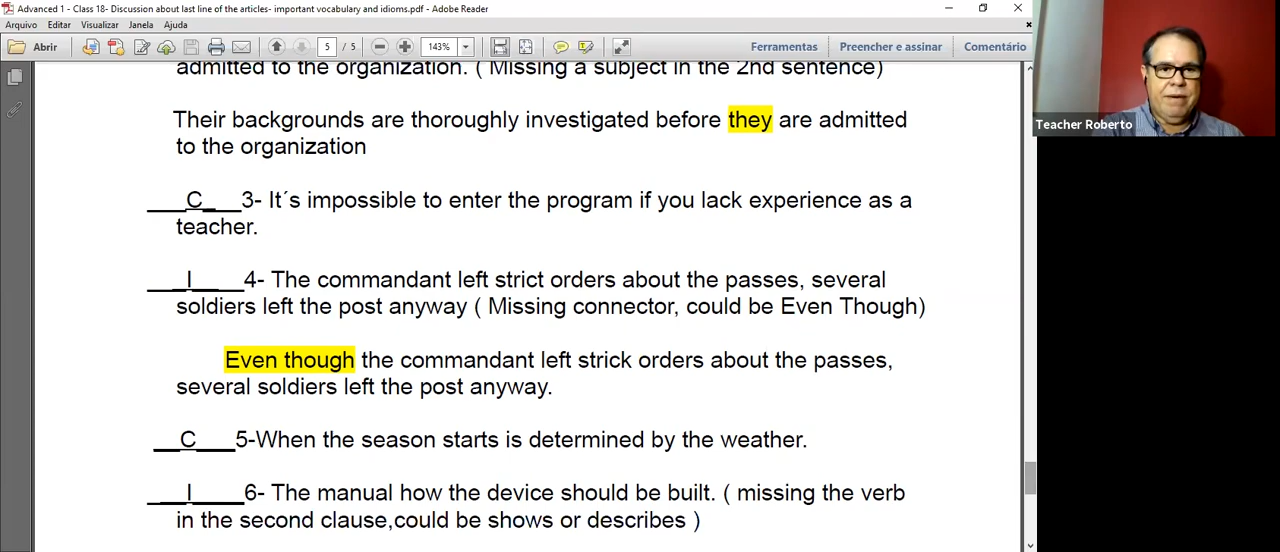 Advanced 1 - Class 18- Discussion about last line of the articles- important vocabulary and idioms.pdf - Adobe Reader
Arquivo Editar Visualizar Janela Ajuda
Abrir 5 / 5 143% Ferramentas Preencher e assinar Comentário
admitted to the organization. ( Missing a subject in the 2nd sentence)
Their backgrounds are thoroughly investigated before they are admitted
to the organization
___C_ __3- It´s impossible to enter the program if you lack experience as a
teacher.
___I____4- The commandant left strict orders about the passes, several
soldiers left the post anyway ( Missing connector, could be Even Though)
Even though the commandant left strick orders about the passes,
several soldiers left the post anyway.
__C___5-When the season starts is determined by the weather.
___I____6- The manual how the device should be built. ( missing the verb
in the second clause,could be shows or describes )
Teacher Roberto